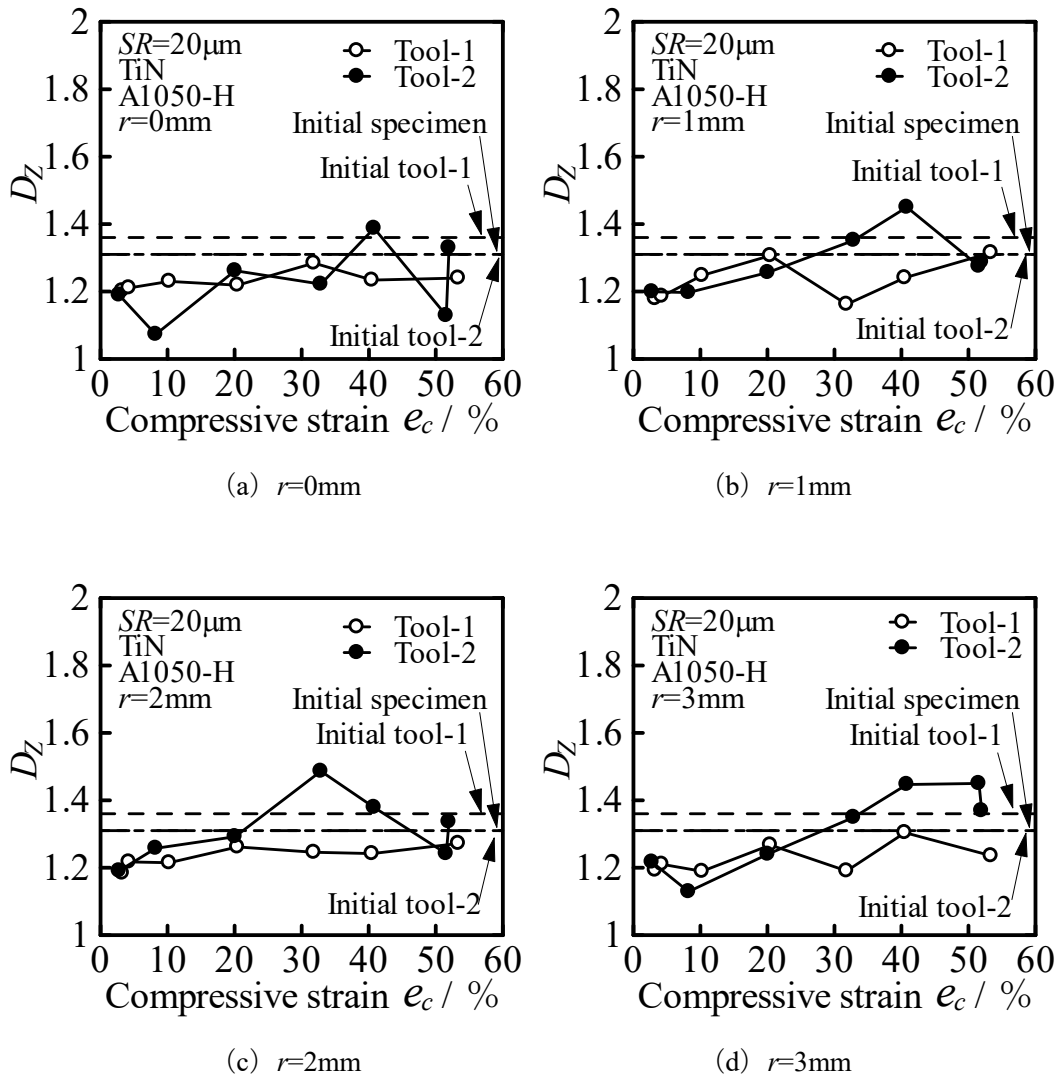 2
SR=20μm
TiN
A1050-H
r=0mm
Tool-1
Tool-2
Initial specimen
Initial tool-1
Initial tool-2
1.8
1.6
1.4
1.2
1
D_Z
0 10 20 30 40 50 60
Compressive strain e_c / %
(a) r=0mm
2
SR=20μm
TiN
A1050-H
r=1mm
Tool-1
Tool-2
Initial specimen
Initial tool-1
Initial tool-2
1.8
1.6
1.4
1.2
1
D_Z
0 10 20 30 40 50 60
Compressive strain e_c / %
(b) r=1mm
2
SR=20μm
TiN
A1050-H
r=2mm
Tool-1
Tool-2
Initial specimen
Initial tool-1
Initial tool-2
1.8
1.6
1.4
1.2
1
D_Z
0 10 20 30 40 50 60
Compressive strain e_c / %
(c) r=2mm
2
SR=20μm
TiN
A1050-H
r=3mm
Tool-1
Tool-2
Initial specimen
Initial tool-1
Initial tool-2
1.8
1.6
1.4
1.2
1
D_Z
0 10 20 30 40 50 60
Compressive strain e_c / %
(d) r=3mm